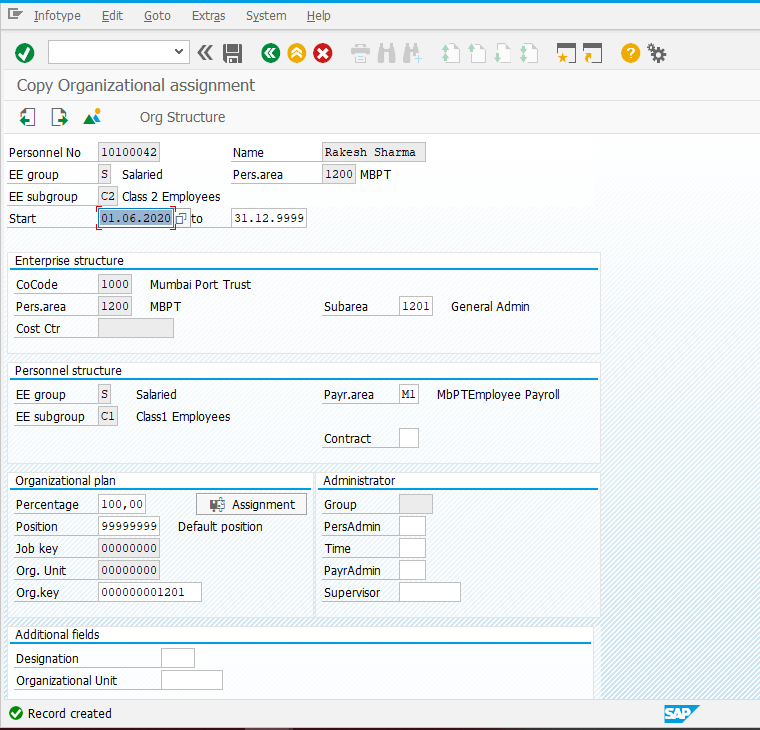 Infotype Edit Goto Extras System Help
Copy Organizational assignment
Org Structure
Personnel No 10100042 Name Rakesh Sharma
EE group S Salaried Pers.area 1200 MBPT
EE subgroup C2 Class 2 Employees
Start 01.06.2020 to 31.12.9999
Enterprise structure
CoCode 1000 Mumbai Port Trust
Pers.area 1200 MBPT Subarea 1201 General Admin
Cost Ctr
Personnel structure
EE group S Salaried Payr.area M1 MbPTEmployee Payroll
EE subgroup C1 Class1 Employees
Contract
Organizational plan Administrator
Percentage 100,00 Assignment Group
Position 99999999 Default position PersAdmin
Job key 00000000 Time
Org. Unit 00000000 PayrAdmin
Org.key 000000001201 Supervisor
Additional fields
Designation
Organizational Unit
Record created SAP